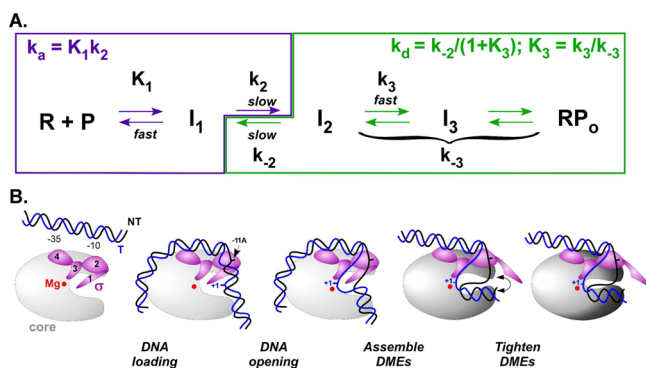 A.
kₐ = K₁k₂
k_d = k₋₂/(1+K₃); K₃ = k₃/k₋₃
K₁ k₂ k₃
slow fast
R + P I₁ I₂ I₃ RPₒ
fast slow
k₋₂ k₋₃
B.
NT
T
-35 -10
-11A
4 3 2 1 σ
Mg
+1 +1 +1 +1
core
DNA loading DNA opening Assemble DMEs Tighten DMEs